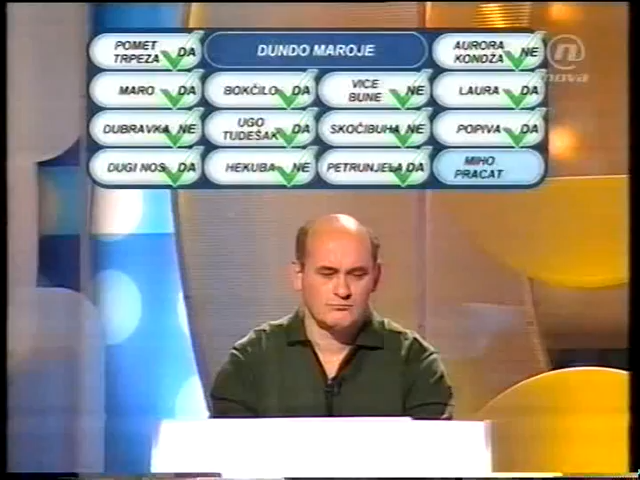 POMET
TRPEZA DA
DUNDO MAROJE
AURORA
KONDŽA NE
n
nova
MARO DA
BOKČILO DA
VICE
BUNE NE
LAURA DA
DUBRAVKA NE
UGO
TUDEŠAK DA
SKOČIBUHA NE
POPIVA DA
DUGI NOS DA
HEKUBA NE
PETRUNJELA DA
MIHO
PRACAT